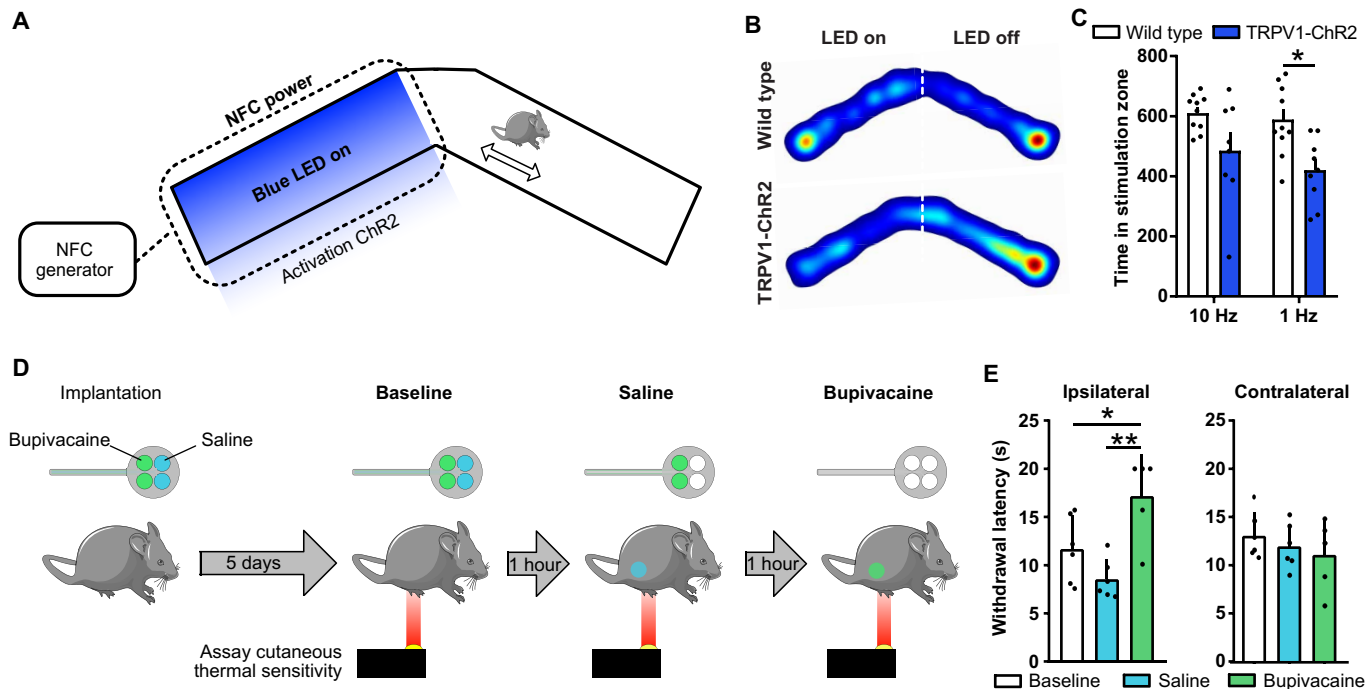 A
NFC power
Blue LED on
Activation ChR2
NFC
generator
B
LED on
LED off
Wild type
TRPV1-ChR2
C
Wild type
TRPV1-ChR2
Time in stimulation zone
800
600
400
200
0
*
10 Hz
1 Hz
D
Implantation
Baseline
Saline
Bupivacaine
Bupivacaine
Saline
5 days
1 hour
1 hour
Assay cutaneous
thermal sensitivity
E
Ipsilateral
Contralateral
Withdrawal latency (s)
25
20
15
10
5
0
*
**
25
20
15
10
5
0
Baseline
Saline
Bupivacaine